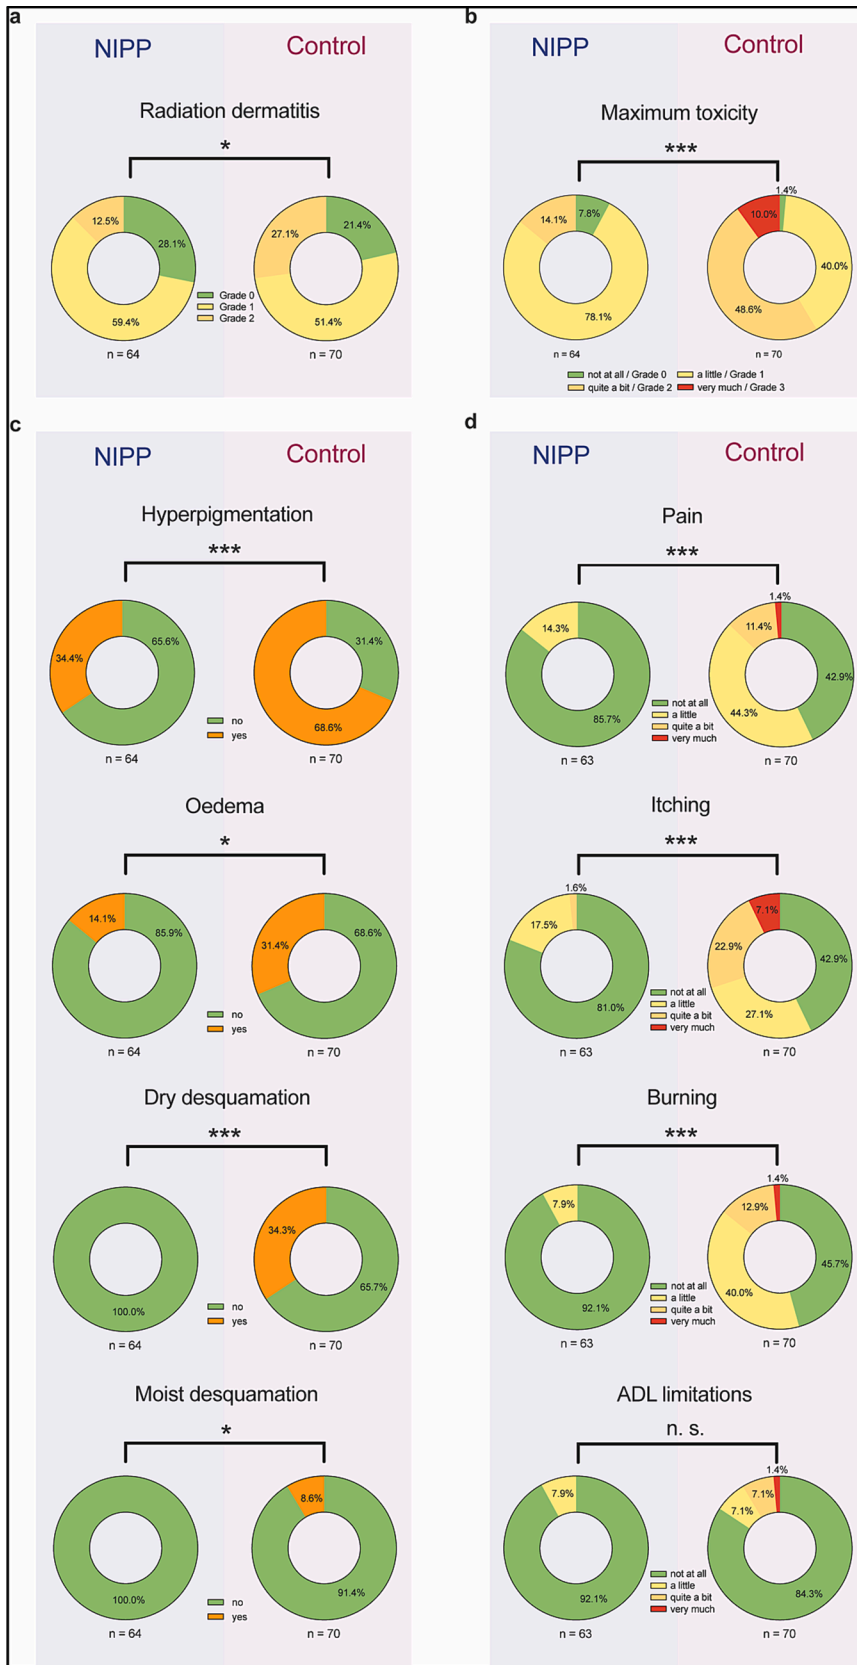 a
NIPP
Control
Radiation dermatitis
*
12.5%
28.1%
59.4%
n = 64
Grade 0
Grade 1
Grade 2
27.1%
21.4%
51.4%
n = 70
b
NIPP
Control
Maximum toxicity
***
14.1%
7.8%
78.1%
n = 64
1.4%
10.0%
40.0%
48.6%
n = 70
not at all / Grade 0
a little / Grade 1
quite a bit / Grade 2
very much / Grade 3
c
NIPP
Control
Hyperpigmentation
***
34.4%
65.6%
n = 64
no
yes
31.4%
68.6%
n = 70
Oedema
*
14.1%
85.9%
n = 64
no
yes
31.4%
68.6%
n = 70
Dry desquamation
***
100.0%
n = 64
no
yes
34.3%
65.7%
n = 70
Moist desquamation
*
100.0%
n = 64
no
yes
8.6%
91.4%
n = 70
d
NIPP
Control
Pain
***
14.3%
85.7%
n = 63
not at all
a little
quite a bit
very much
1.4%
11.4%
42.9%
44.3%
n = 70
Itching
***
1.6%
17.5%
81.0%
n = 63
not at all
a little
quite a bit
very much
7.1%
22.9%
42.9%
27.1%
n = 70
Burning
***
7.9%
92.1%
n = 63
not at all
a little
quite a bit
very much
1.4%
12.9%
45.7%
40.0%
n = 70
ADL limitations
n. s.
7.9%
92.1%
n = 63
not at all
a little
quite a bit
very much
1.4%
7.1%
7.1%
84.3%
n = 70